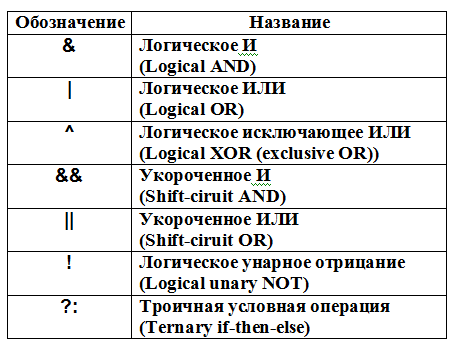 Обозначение Название
& Логическое И
(Logical AND)
| Логическое ИЛИ
(Logical OR)
^ Логическое исключающее ИЛИ
(Logical XOR (exclusive OR))
&& Укороченное И
(Shift-ciruit AND)
|| Укороченное ИЛИ
(Shift-ciruit OR)
! Логическое унарное отрицание
(Logical unary NOT)
?: Троичная условная операция
(Ternary if-then-else)